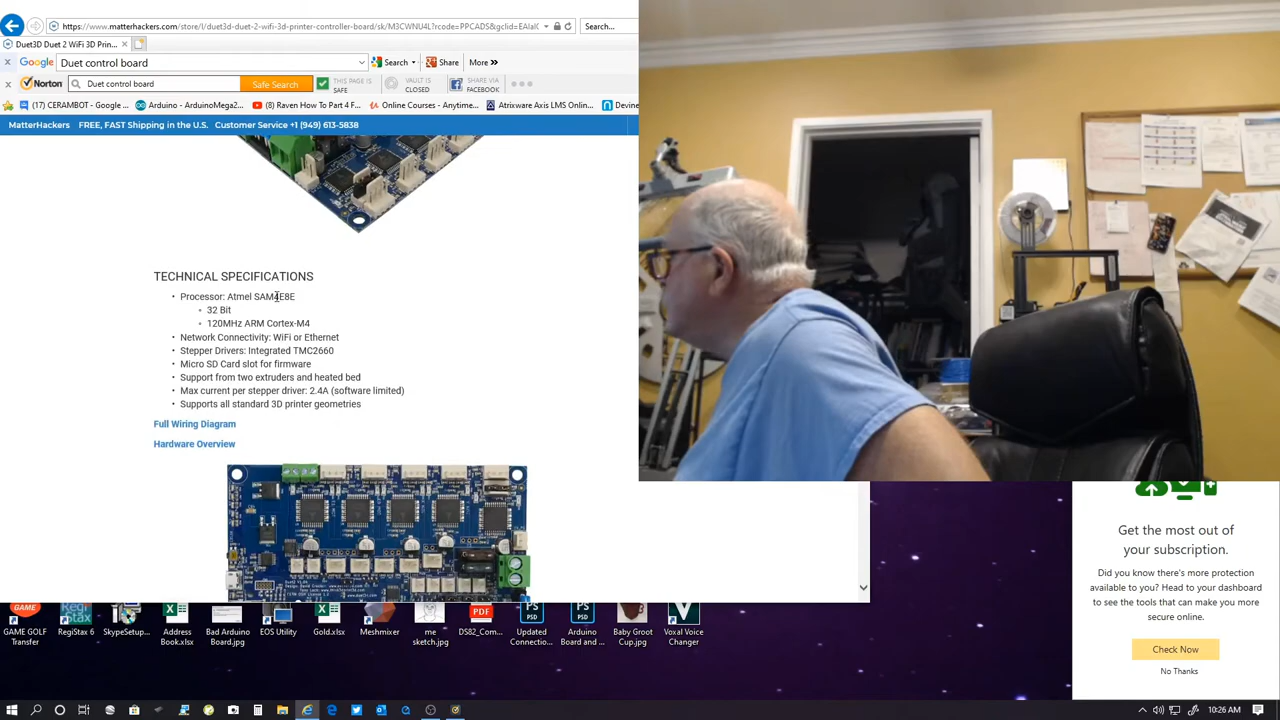 https://www.matterhackers.com/store/l/duet3d-duet-2-wifi-3d-printer-controller-board/sk/M3CWNU4L?rcode=PPCADS&gclid=EAIaI
Search...
Duet3D Duet 2 WiFi 3D Prin...
Google
Duet control board
Search
Share
More »
Norton
Duet control board
Safe Search
THIS PAGE IS
SAFE
VAULT IS
CLOSED
SHARE VIA
FACEBOOK
(17) CERAMBOT - Google ...
Arduino - ArduinoMega2...
(8) Raven How To Part 4 F...
Online Courses - Anytime...
Atrixware Axis LMS Onlin...
Devine
MatterHackers FREE, FAST Shipping in the U.S. Customer Service +1 (949) 613-5838
TECHNICAL SPECIFICATIONS
• Processor: Atmel SAM4E8E
32 Bit
120MHz ARM Cortex-M4
• Network Connectivity: WiFi or Ethernet
• Stepper Drivers: Integrated TMC2660
• Micro SD Card slot for firmware
• Support from two extruders and heated bed
• Max current per stepper driver: 2.4A (software limited)
• Supports all standard 3D printer geometries
Full Wiring Diagram
Hardware Overview
Get the most out of
your subscription.
Did you know there's more protection
available to you? Head to your dashboard
to see the tools that can make you more
secure online.
Check Now
No Thanks
GAME GOLF
Transfer
RegiStax 6
SkypeSetup...
Address
Book.xlsx
Bad Arduino
Board.jpg
EOS Utility
Gold.xlsx
Meshmixer
me
sketch.jpg
PDF
DS82_Com...
PSD
Updated
Connectio...
PSD
Arduino
Board and ...
Baby Groot
Cup.jpg
Voxal Voice
Changer
10:26 AM